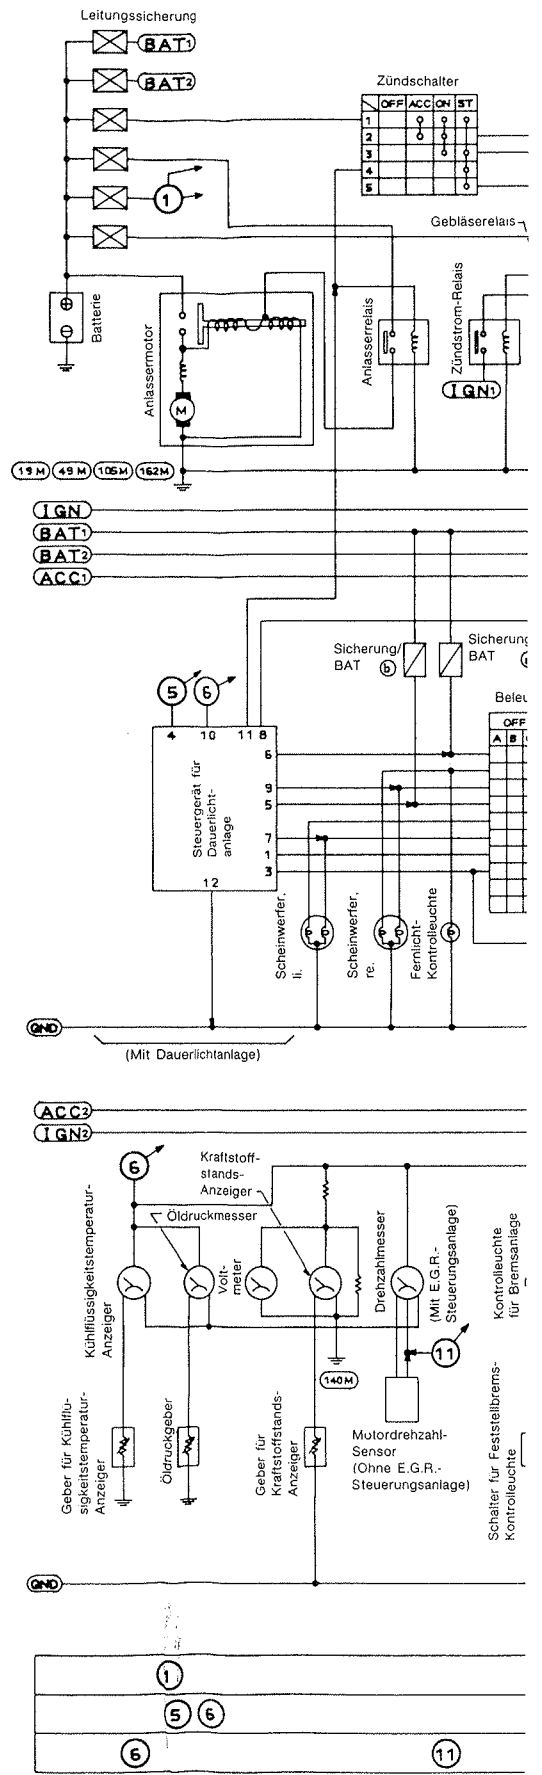 Leitungssicherung
BAT1
BAT2
Zündschalter
OFF ACC ON ST
1
2
3
4
5
1
Gebläserelais
Batterie
Anlassermotor
M
Anlasserrelais
Zündstrom-Relais
IGN1
19M 49M 105M 162M
IGN
BAT1
BAT2
ACC1
Sicherung/
BAT
b
Sicherung
BAT
5 6
4 10 11 8
Steuergerät für
Dauerlicht-
anlage
6
9
5
7
1
3
12
Beleu
OFF
A B
Scheinwerfer,
li.
Scheinwerfer,
re.
Fernlicht-
Kontrolleuchte
GND
(Mit Dauerlichtanlage)
ACC2
IGN2
6
Kraftstoff-
stands-
Anzeiger
Öldruckmesser
Kühlflüssigkeitstemperatur-
Anzeiger
Volt-
meter
Drehzahlmesser
(Mit E.G.R.-
Steuerungsanlage)
Kontrolleuchte
für Bremsanlage
11
140M
Geber für Kühlflüs-
sigkeitstemperatur-
Anzeiger
Öldruckgeber
Geber für
Kraftstoffstands-
Anzeiger
Motordrehzahl-
Sensor
(Ohne E.G.R.-
Steuerungsanlage)
Schalter für Feststellbrems-
Kontrolleuchte
GND
1
5 6
6 11